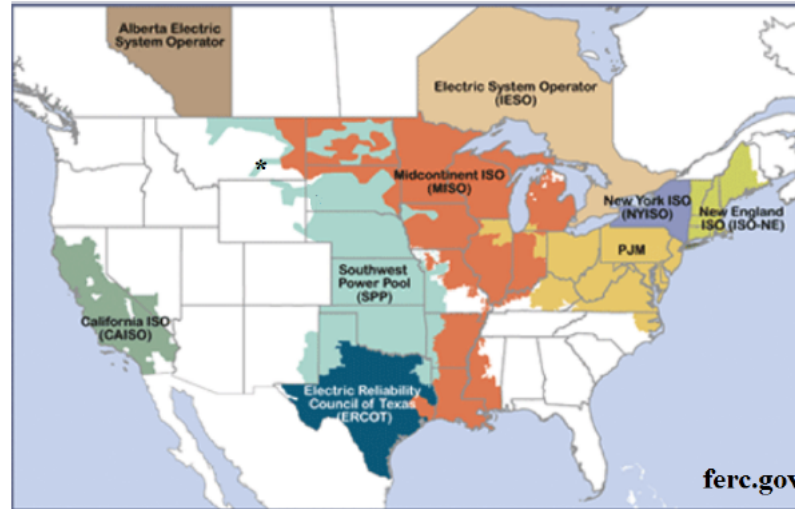 Alberta Electric
System Operator
Electric System Operator
(IESO)
*
Midcontinent ISO
(MISO)
New York ISO
(NYISO)
New England
ISO (ISO-NE)
PJM
Southwest
Power Pool
(SPP)
California ISO
(CAISO)
Electric Reliability
Council of Texas
(ERCOT)
ferc.gov